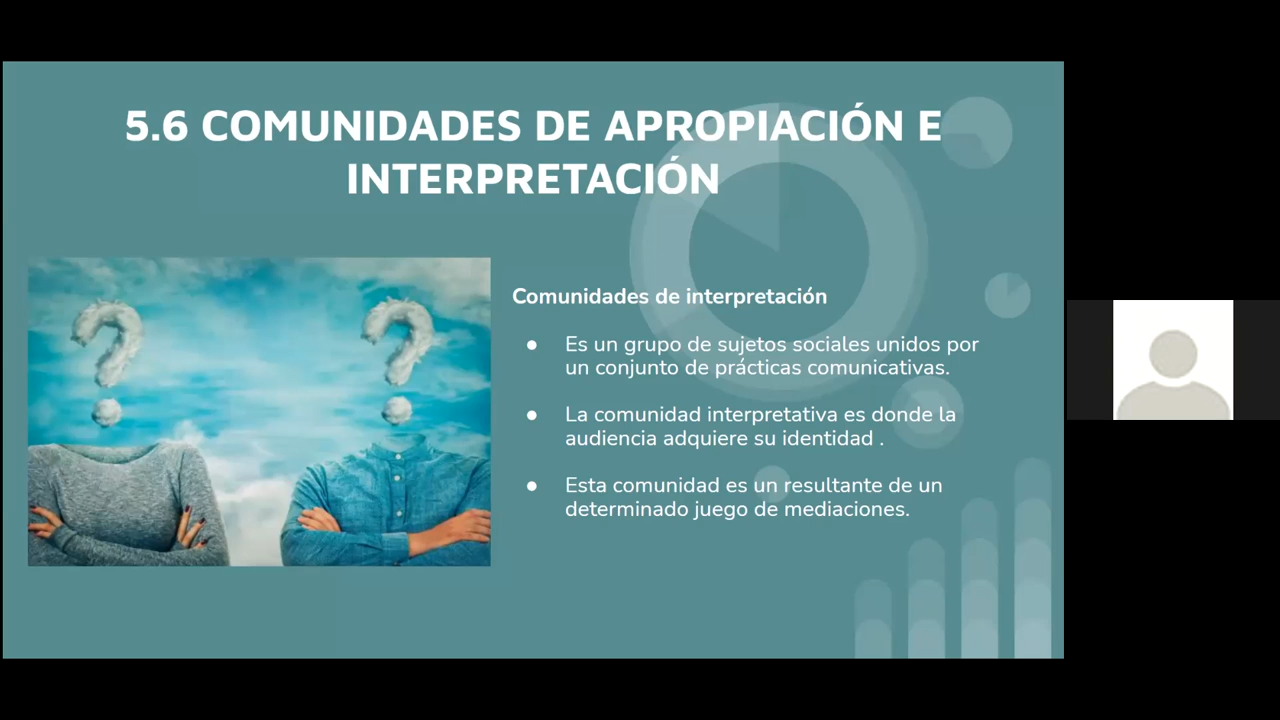 5.6 COMUNIDADES DE APROPIACIÓN E
INTERPRETACIÓN
Comunidades de interpretación
● Es un grupo de sujetos sociales unidos por
un conjunto de prácticas comunicativas.
● La comunidad interpretativa es donde la
audiencia adquiere su identidad .
● Esta comunidad es un resultante de un
determinado juego de mediaciones.